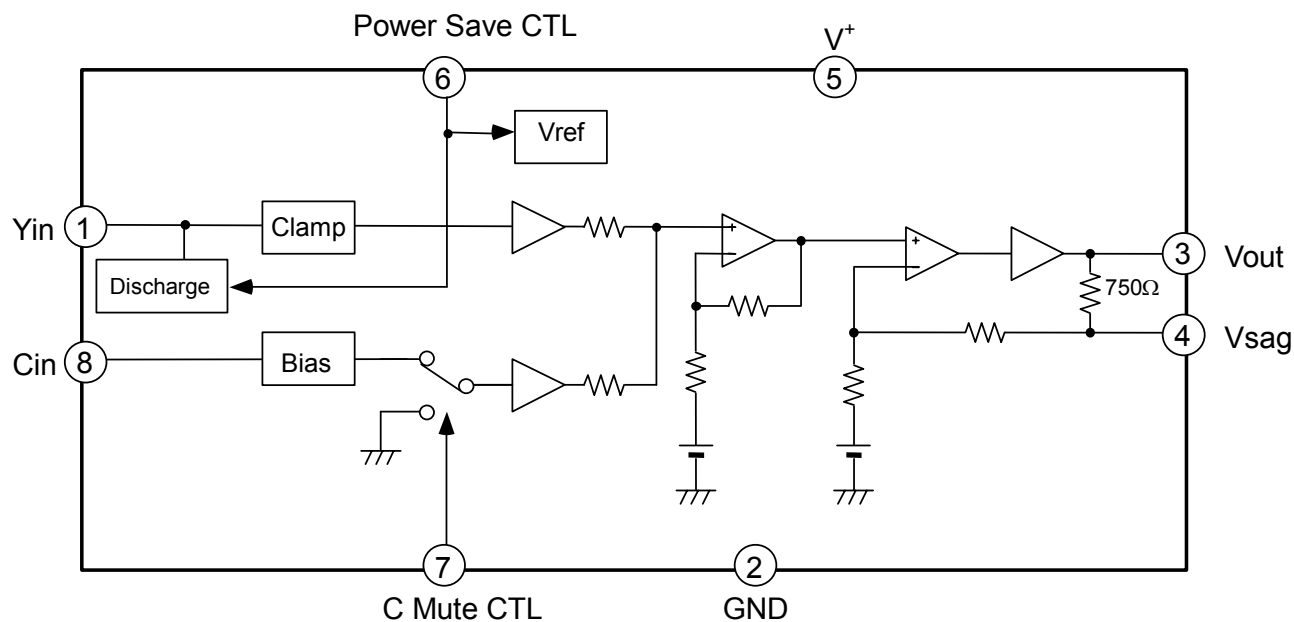 Power Save CTL
V+
6
5
Vref
Yin
1
Clamp
+
−
+
−
3
Vout
Discharge
750Ω
4
Vsag
Cin
8
Bias
7
2
C Mute CTL
GND